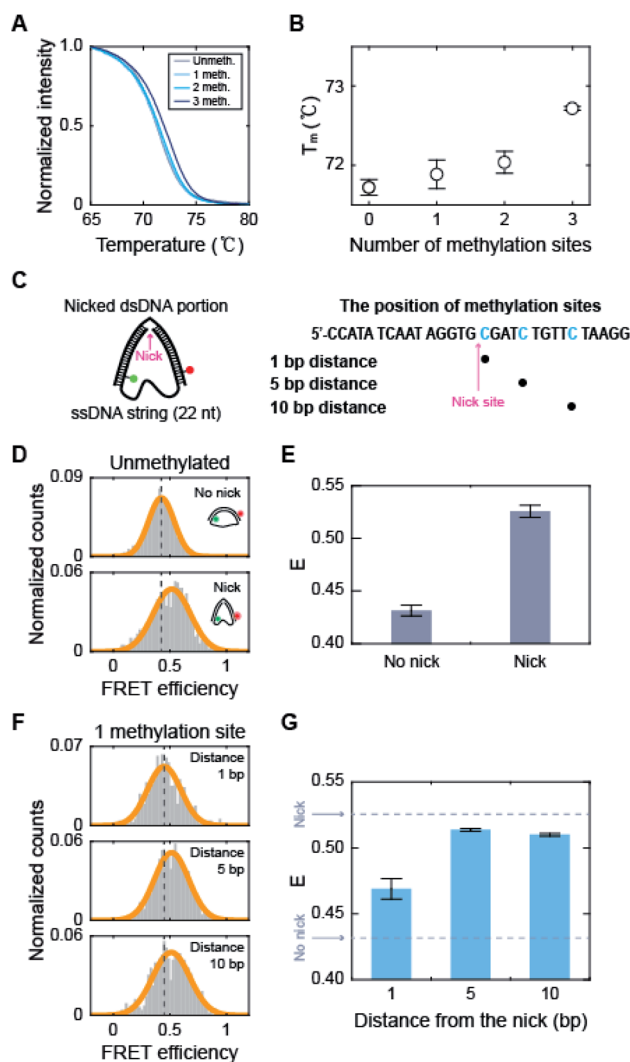 A
Normalized intensity
1.0
0.5
0
65 70 75 80
Temperature (℃)
Unmeth.
1 meth.
2 meth.
3 meth.
B
Tm (℃)
73
72
0 1 2 3
Number of methylation sites
C
Nicked dsDNA portion
Nick
ssDNA string (22 nt)
The position of methylation sites
5'-CCATA TCAAT AGGTG CGATC TGTTC TAAGG
1 bp distance
5 bp distance
10 bp distance
Nick site
D
Unmethylated
Normalized counts
0.09
No nick
0
0.06
Nick
0
0 0.5 1
FRET efficiency
E
E
0.55
0.50
0.45
0.40
No nick Nick
F
1 methylation site
Normalized counts
0.07
Distance
1 bp
0
0.06
Distance
5 bp
0
0.06
Distance
10 bp
0
0 0.5 1
FRET efficiency
G
E
0.55
0.50
0.45
0.40
Nick
No nick
1 5 10
Distance from the nick (bp)